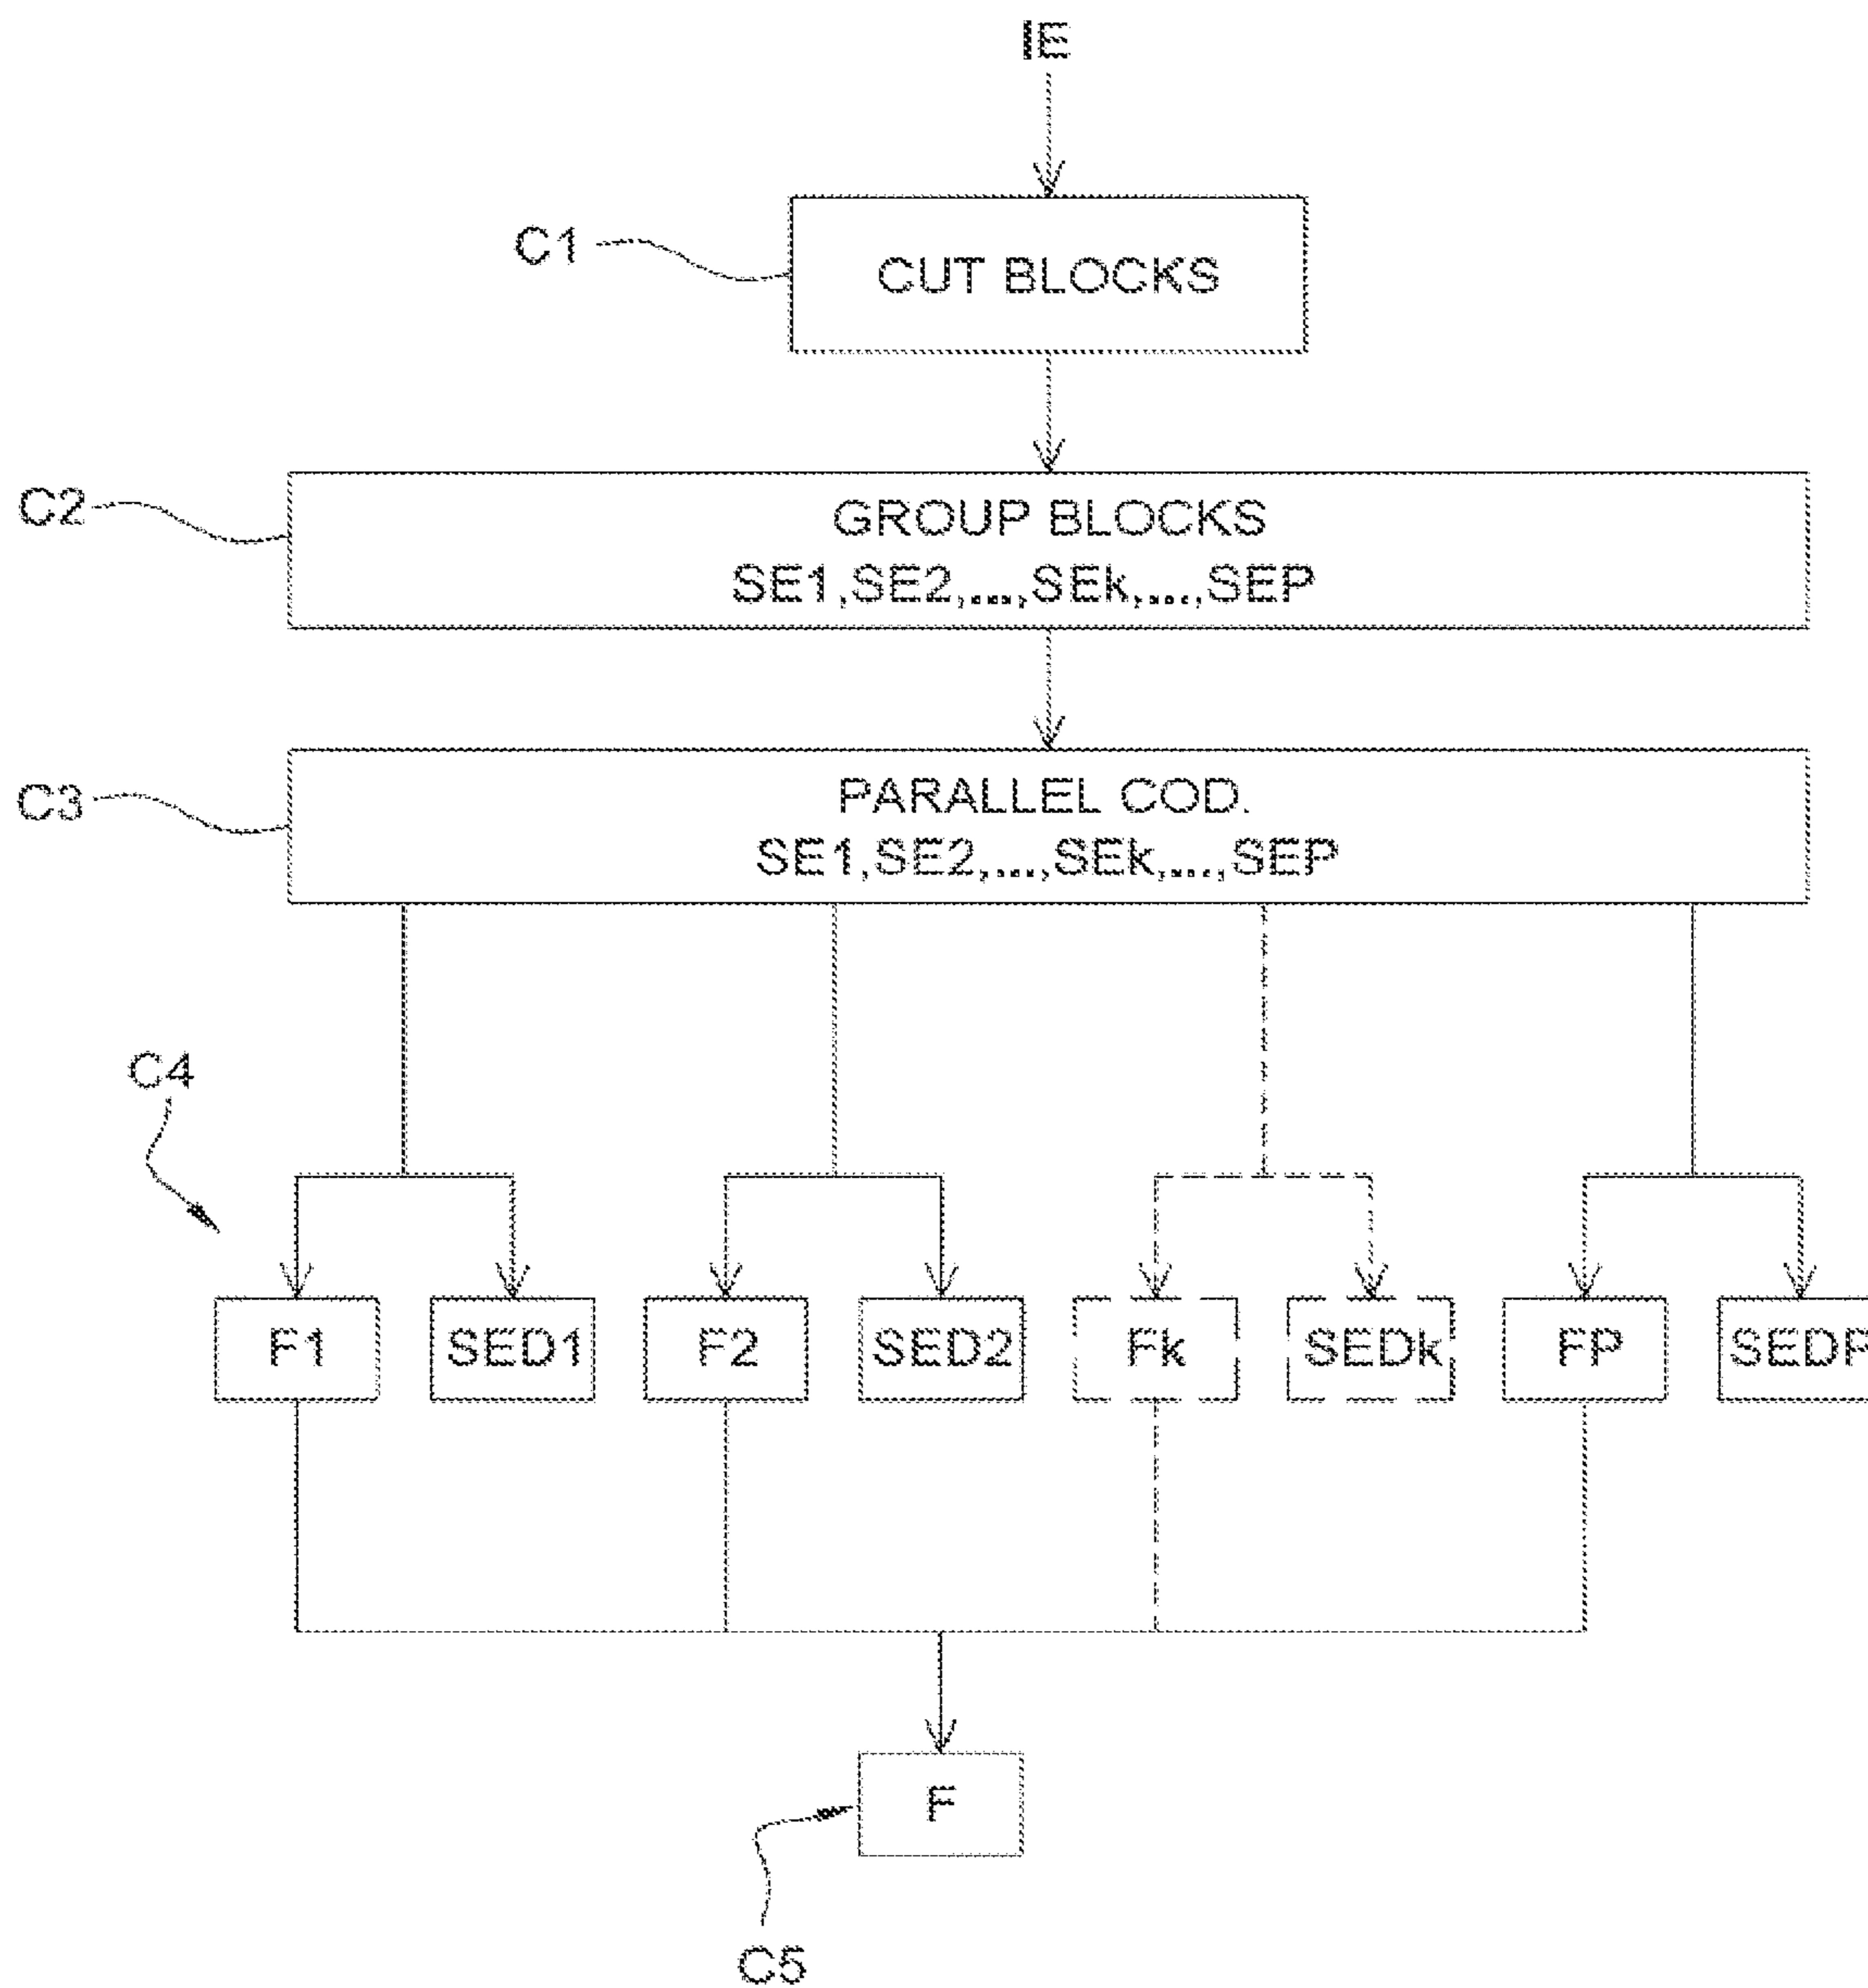 IE
C1
CUT BLOCKS
C2
GROUP BLOCKS
SE1,SE2,...,SEk,...,SEP
C3
PARALLEL COD.
SE1,SE2,...,SEk,...,SEP
C4
F1 SED1 F2 SED2 Fk SEDk FP SEDP
F
C5